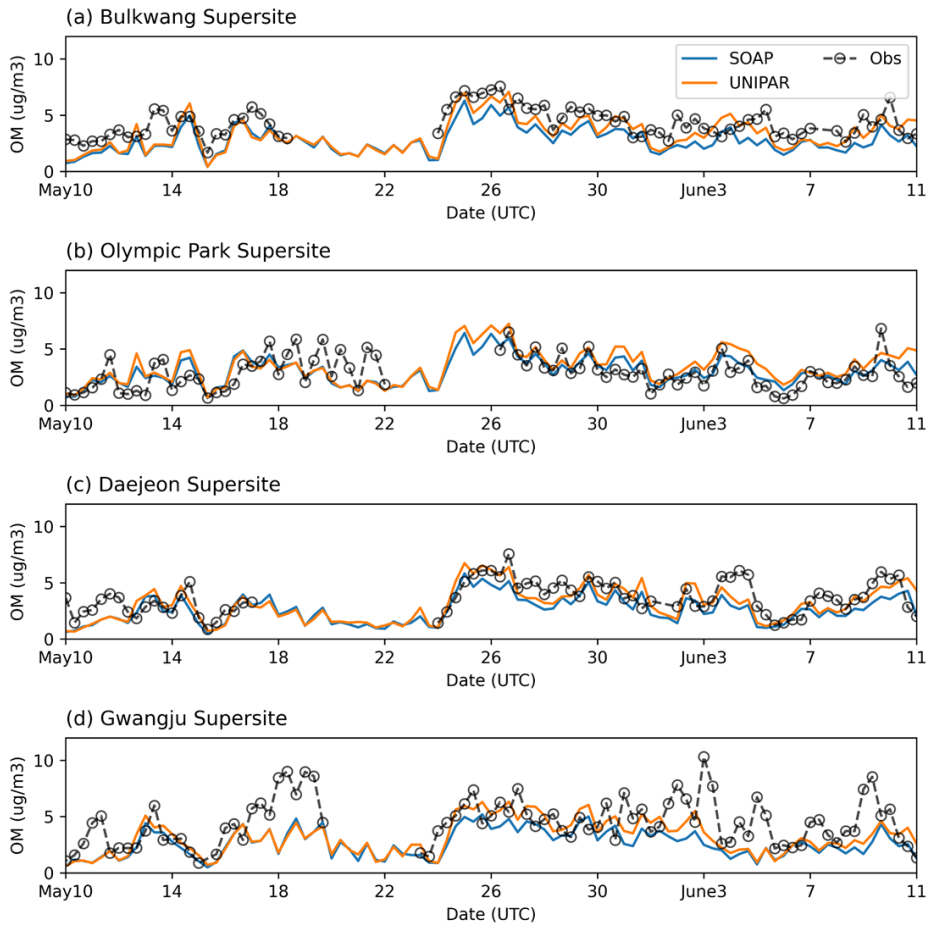 (a) Bulkwang Supersite
10
5
0
OM (ug/m3)
SOAP
UNIPAR
Obs
May10 14 18 22 26 30 June3 7 11
Date (UTC)
(b) Olympic Park Supersite
10
5
0
OM (ug/m3)
May10 14 18 22 26 30 June3 7 11
Date (UTC)
(c) Daejeon Supersite
10
5
0
OM (ug/m3)
May10 14 18 22 26 30 June3 7 11
Date (UTC)
(d) Gwangju Supersite
10
5
0
OM (ug/m3)
May10 14 18 22 26 30 June3 7 11
Date (UTC)